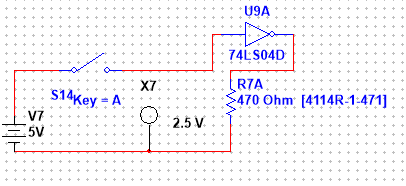 U9A
74LS04D
S14
Key = A
X7
R7A
470 Ohm  [4114R-1-471]
V7
5V
2.5 V